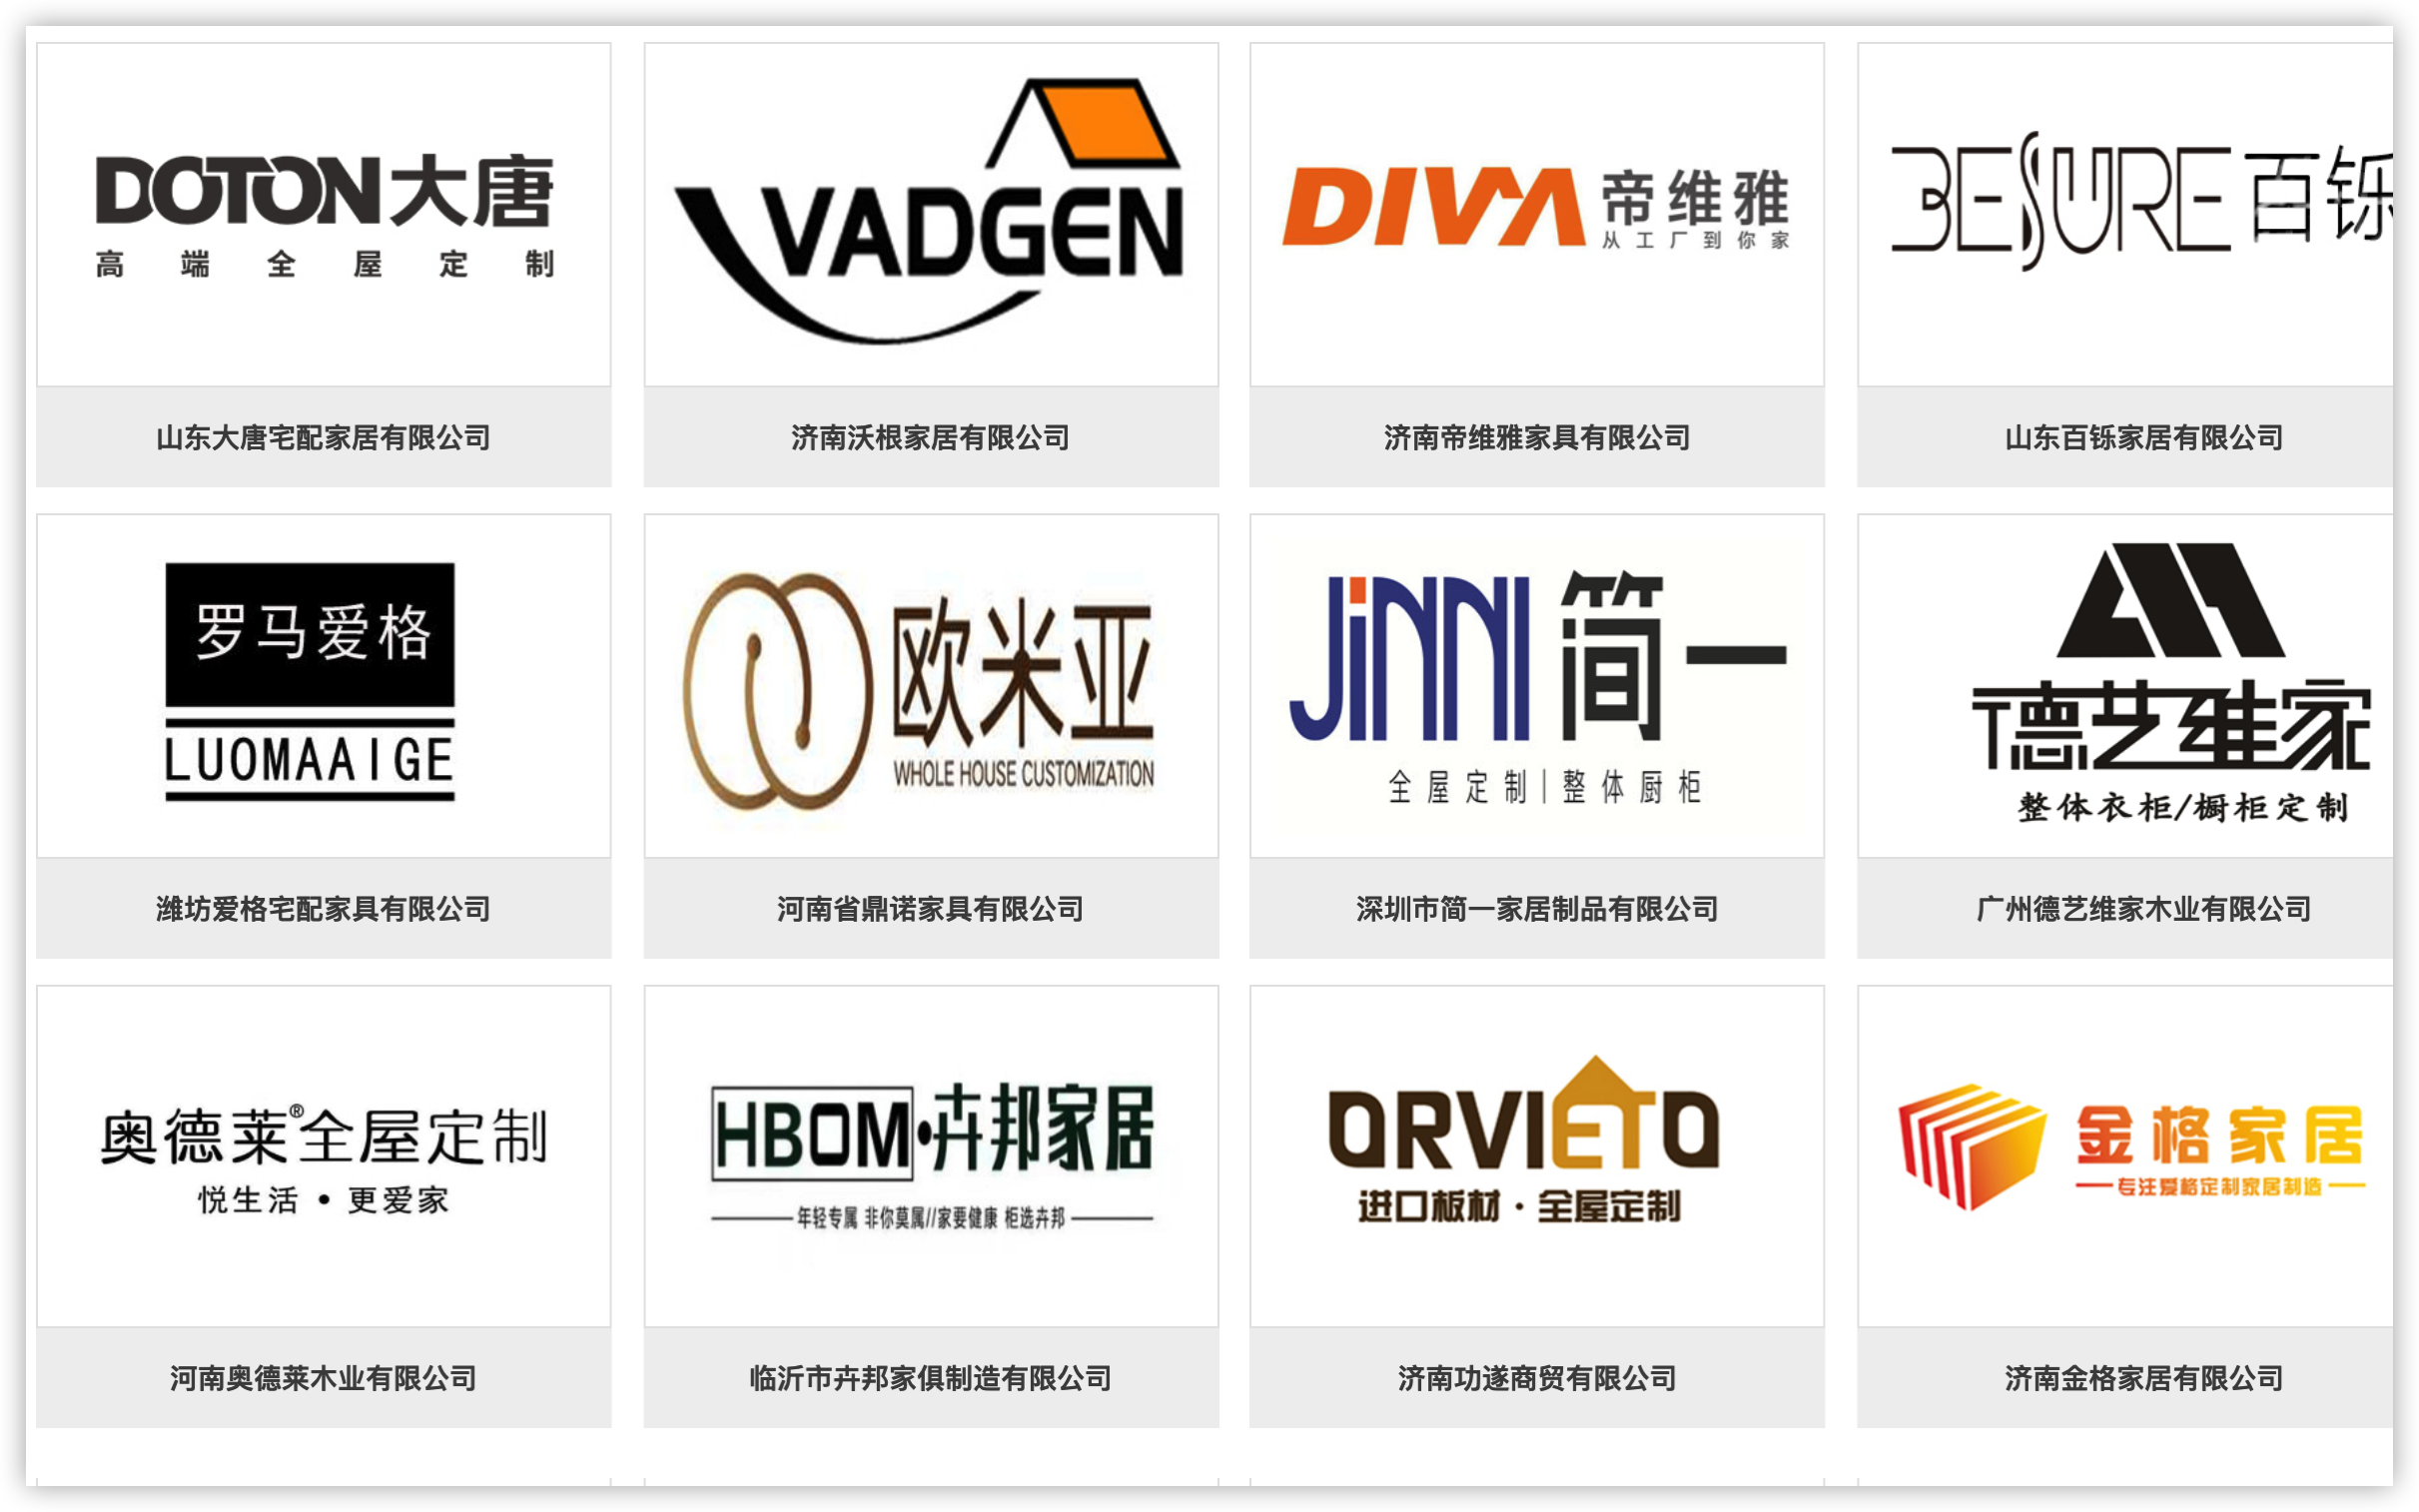 DOTON大唐
高端全屋定制
山东大唐宅配家居有限公司
VADGEN
济南沃根家居有限公司
DIVA 帝维雅
从工厂到你家
济南帝维雅家具有限公司
BESURE 百铄
山东百铄家居有限公司
罗马爱格
LUOMAAIGE
潍坊爱格宅配家具有限公司
欧米亚
WHOLE HOUSE CUSTOMIZATION
河南省鼎诺家具有限公司
JINNI 简一
全屋定制|整体厨柜
深圳市简一家居制品有限公司
德艺维家
整体衣柜/橱柜定制
广州德艺维家木业有限公司
奥德莱®全屋定制
悦生活·更爱家
河南奥德莱木业有限公司
HBOM·卉邦家居
年轻专属 非你莫属//家要健康 柜选卉邦
临沂市卉邦家俱制造有限公司
ORVIETO
进口板材·全屋定制
济南功遂商贸有限公司
金格家居
专注爱格定制家居制造
济南金格家居有限公司